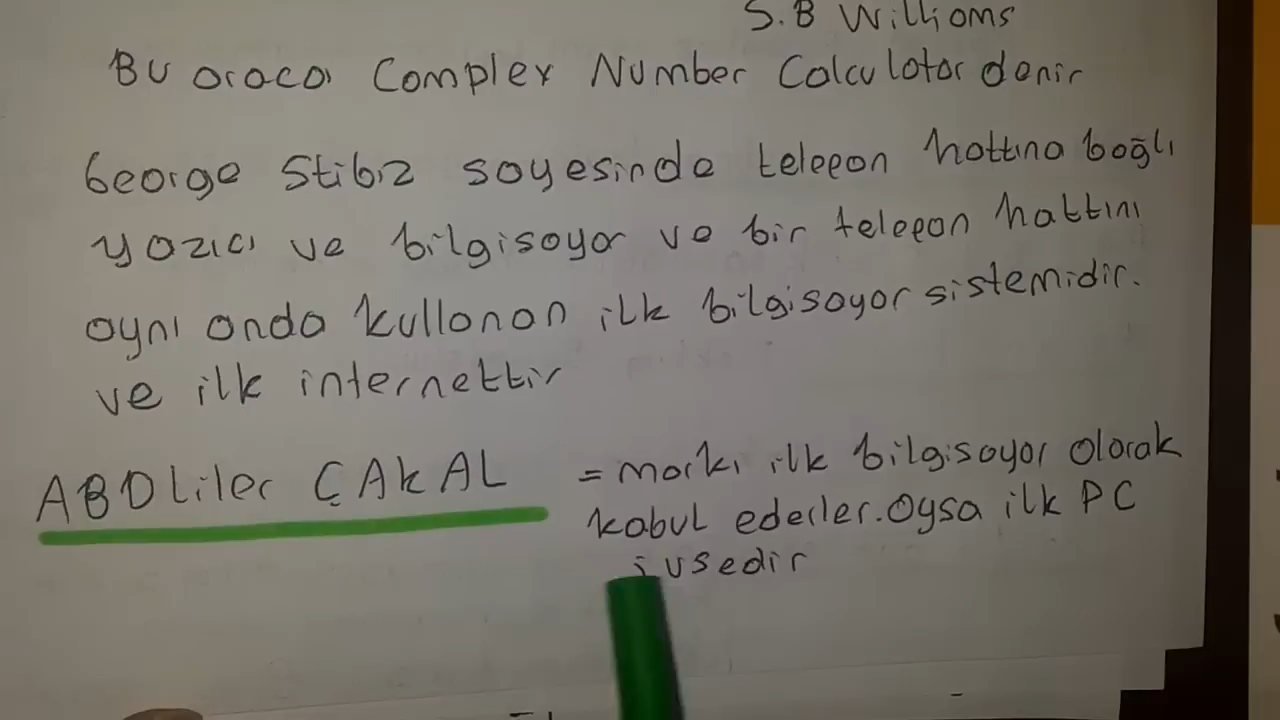 S.B Willioms
Bu araca Complex Number Calculator denir
George Stibiz sayesinde telefon hattına bağlı
yazıcı ve bilgisayar ve bir telefon hattını
aynı anda kullanan ilk bilgisayar sistemidir.
ve ilk internettir
ABDliler ÇAKAL = markı ilk bilgisayar olarak
kabul ederler. Oysa ilk PC